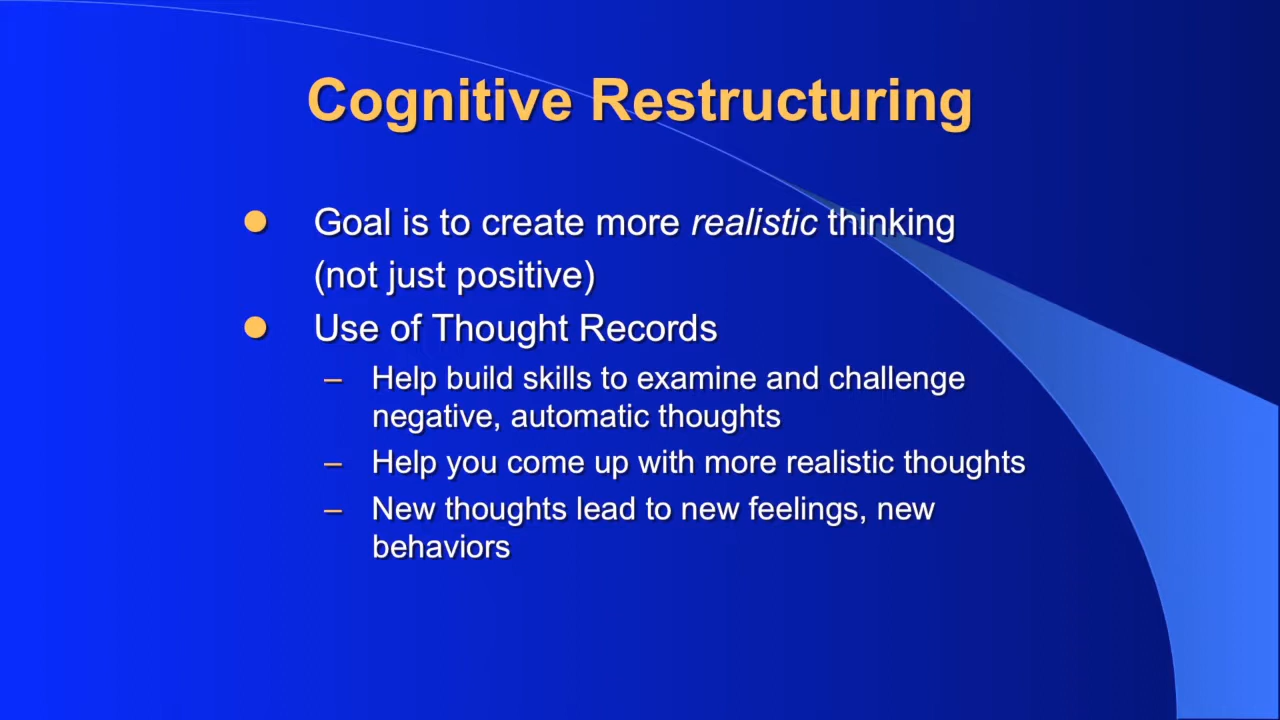 Cognitive Restructuring
Goal is to create more realistic thinking
(not just positive)
Use of Thought Records
– Help build skills to examine and challenge
negative, automatic thoughts
– Help you come up with more realistic thoughts
– New thoughts lead to new feelings, new
behaviors